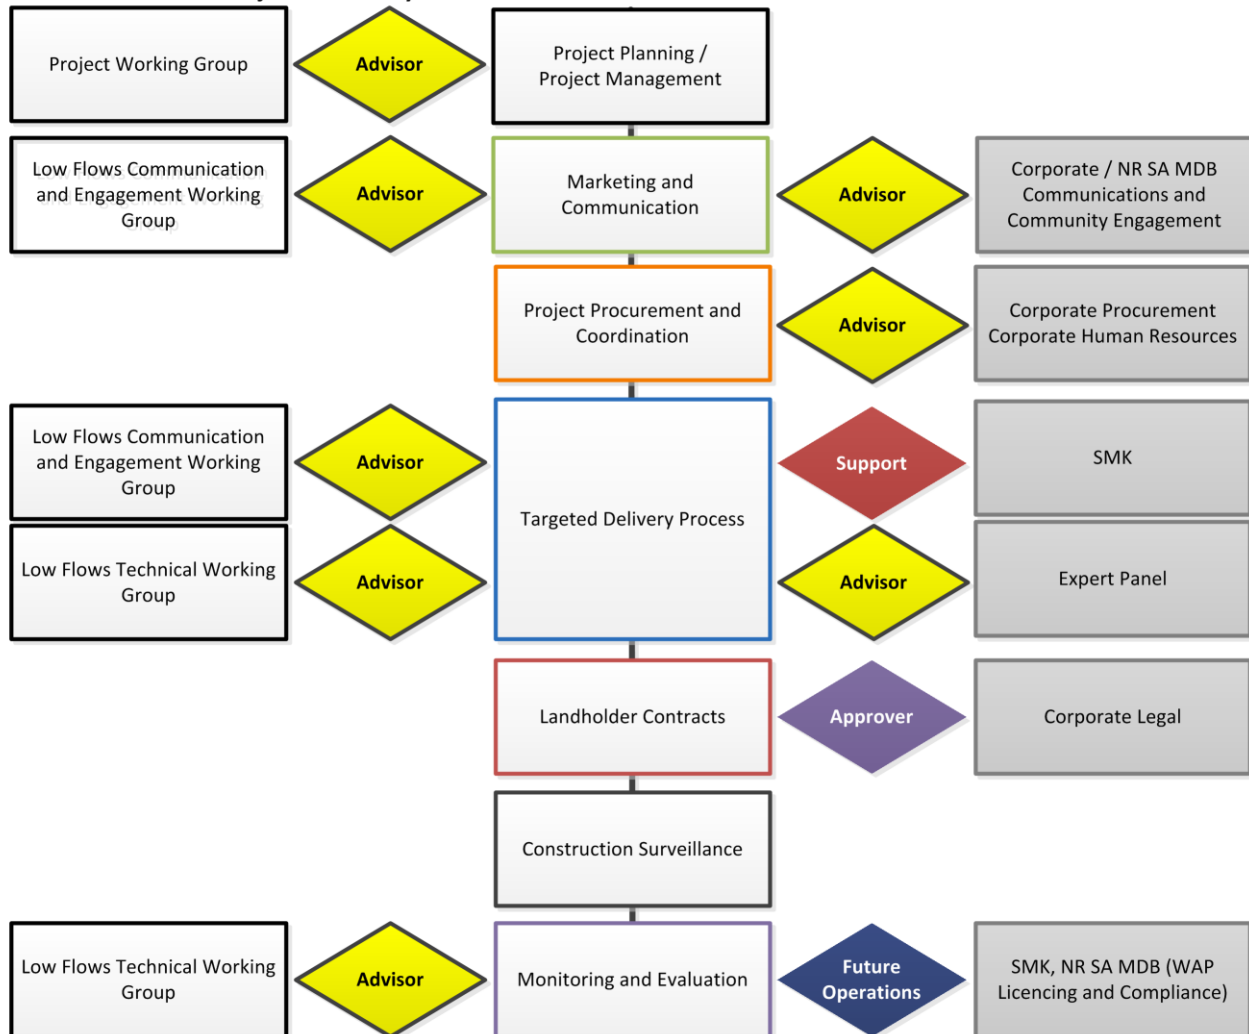 Project Working Group
Advisor
Project Planning /
Project Management
Low Flows Communication
and Engagement Working
Group
Advisor
Marketing and
Communication
Advisor
Corporate / NR SA MDB
Communications and
Community Engagement
Project Procurement and
Coordination
Advisor
Corporate Procurement
Corporate Human Resources
Low Flows Communication
and Engagement Working
Group
Advisor
Targeted Delivery Process
Support
SMK
Low Flows Technical Working
Group
Advisor
Advisor
Expert Panel
Landholder Contracts
Approver
Corporate Legal
Construction Surveillance
Low Flows Technical Working
Group
Advisor
Monitoring and Evaluation
Future
Operations
SMK, NR SA MDB (WAP
Licencing and Compliance)